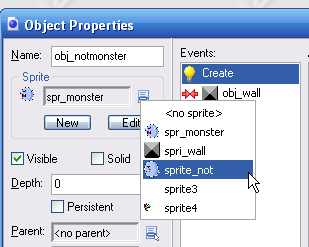 Object Properties
Name: obj_notmonster
Events:
Sprite
Create
spr_monster
obj_wall
<no sprite>
New
Edi
spr_monster
spri_wall
Visible
Solid
sprite_not
Depth: 0
sprite3
Persistent
sprite4
Parent: <no parent>